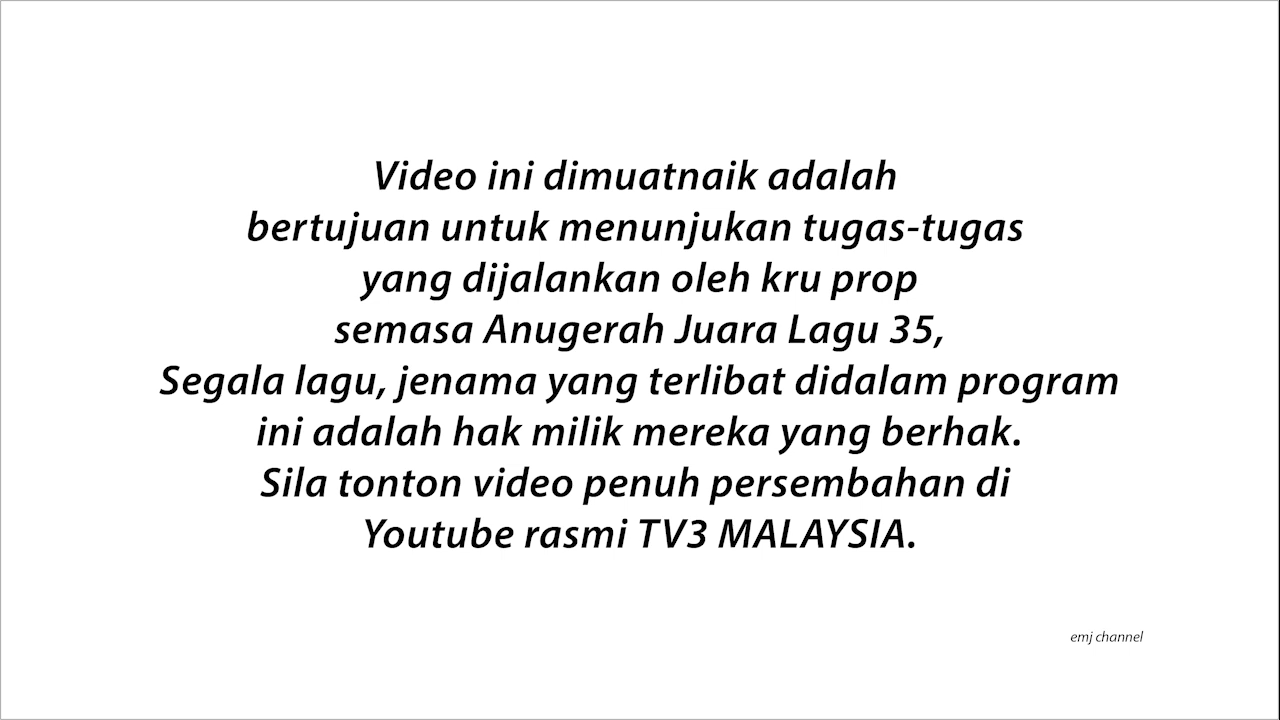 Video ini dimuatnaik adalah
bertujuan untuk menunjukan tugas-tugas
yang dijalankan oleh kru prop
semasa Anugerah Juara Lagu 35,
Segala lagu, jenama yang terlibat didalam program
ini adalah hak milik mereka yang berhak.
Sila tonton video penuh persembahan di
Youtube rasmi TV3 MALAYSIA.
emj channel